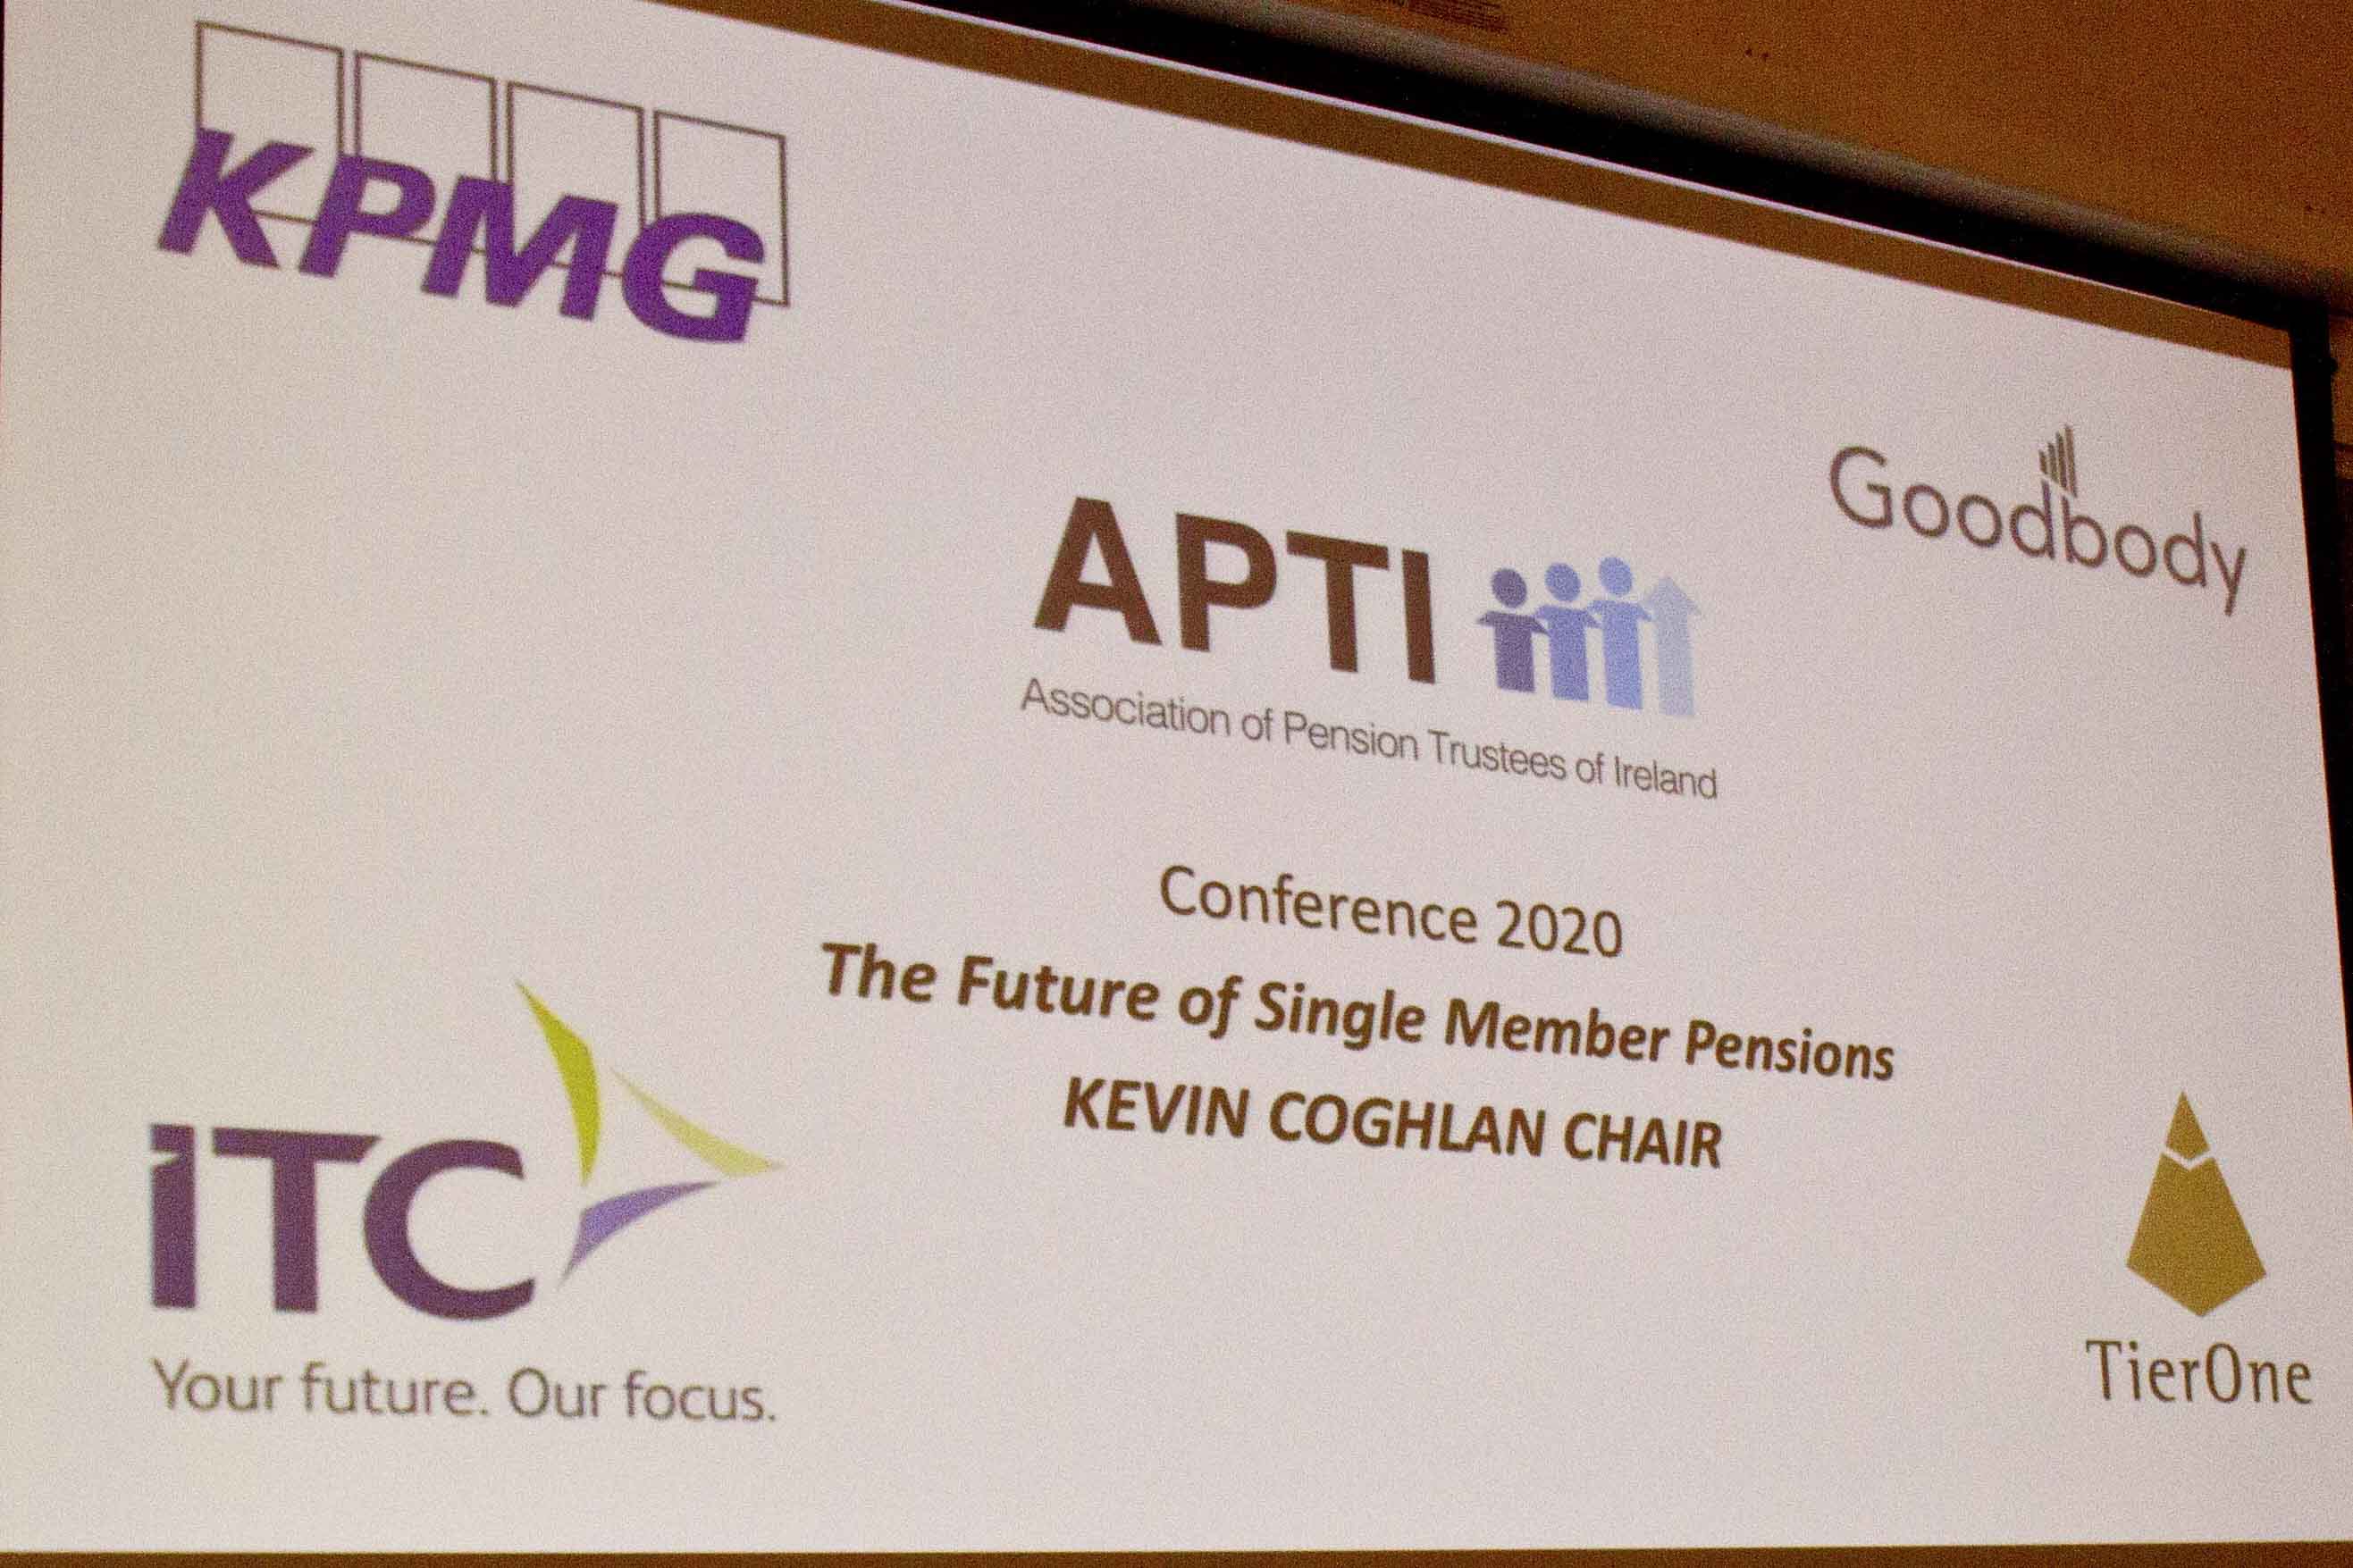 KPMG
Goodbody
APTI
Association of Pension Trustees of Ireland
Conference 2020
The Future of Single Member Pensions
KEVIN COGHLAN CHAIR
ITC
Your future. Our focus.
TierOne